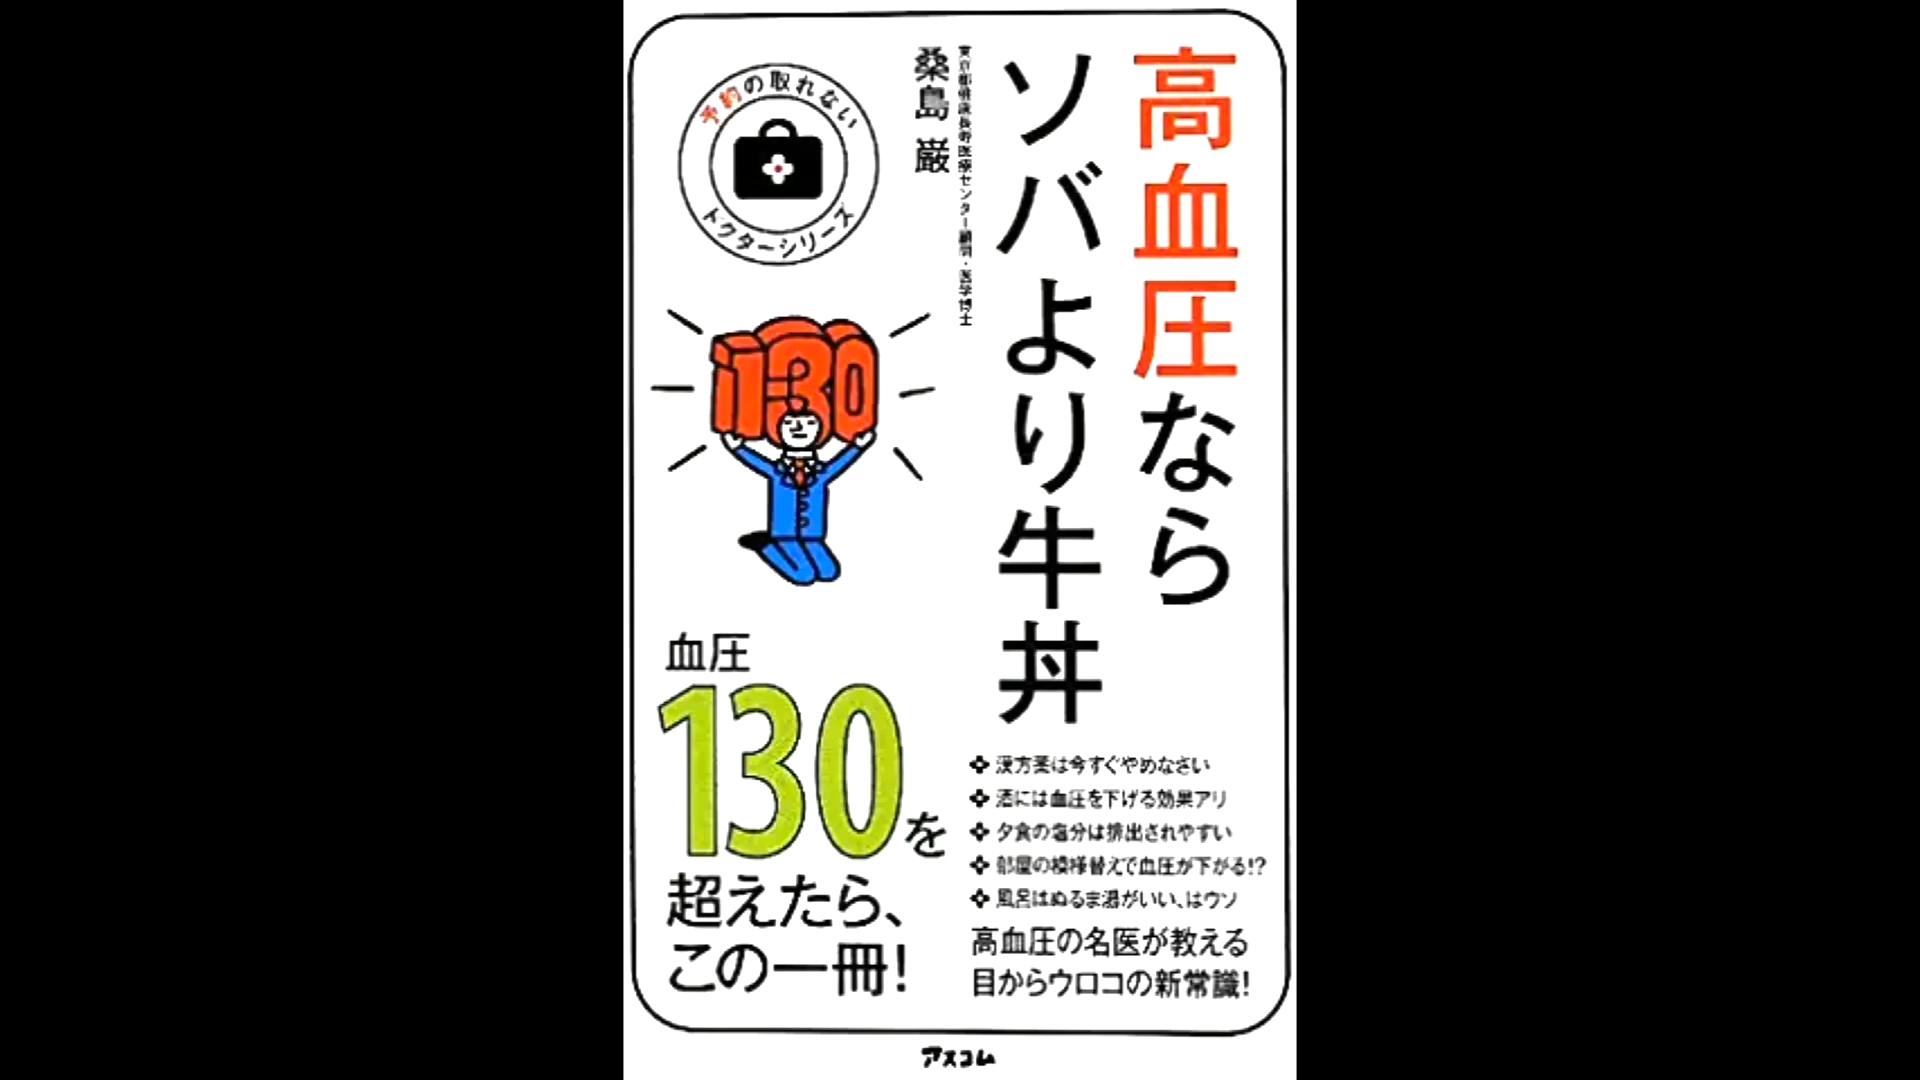 高血圧なら
ソバより牛丼
東京都健康長寿医療センター顧問・医学博士
桑島 巖
予約の取れない
ドクターシリーズ
130
血圧
130を
超えたら、
この一冊!
漢方薬は今すぐやめなさい
酒には血圧を下げる効果アリ
夕食の塩分は排出されやすい
部屋の模様替えで血圧が下がる!?
風呂はぬるま湯がいい、はウソ
高血圧の名医が教える
目からウロコの新常識!
アスコム